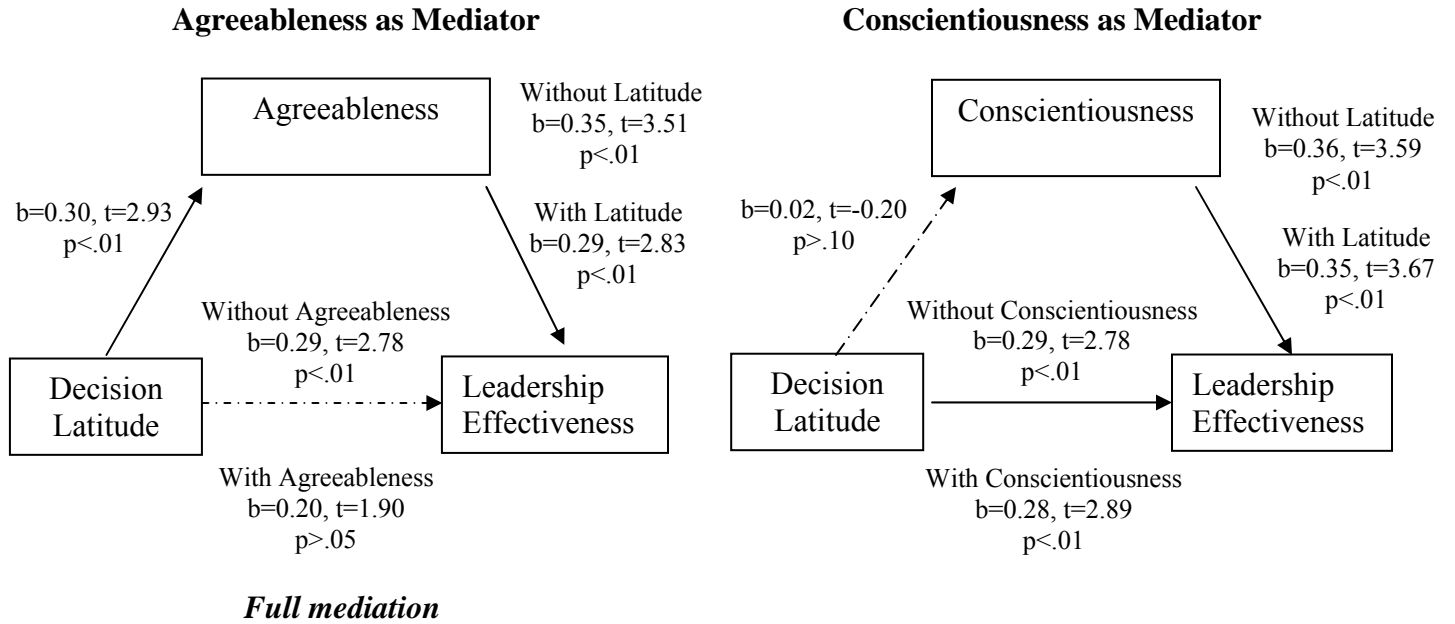 Agreeableness as Mediator
Agreeableness
Without Latitude
b=0.35, t=3.51
p<.01
b=0.30, t=2.93
p<.01
With Latitude
b=0.29, t=2.83
p<.01
Without Agreeableness
b=0.29, t=2.78
p<.01
Decision
Latitude
Leadership
Effectiveness
With Agreeableness
b=0.20, t=1.90
p>.05
Full mediation
Conscientiousness as Mediator
Conscientiousness
Without Latitude
b=0.36, t=3.59
p<.01
b=0.02, t=-0.20
p>.10
With Latitude
b=0.35, t=3.67
p<.01
Without Conscientiousness
b=0.29, t=2.78
p<.01
Decision
Latitude
Leadership
Effectiveness
With Conscientiousness
b=0.28, t=2.89
p<.01